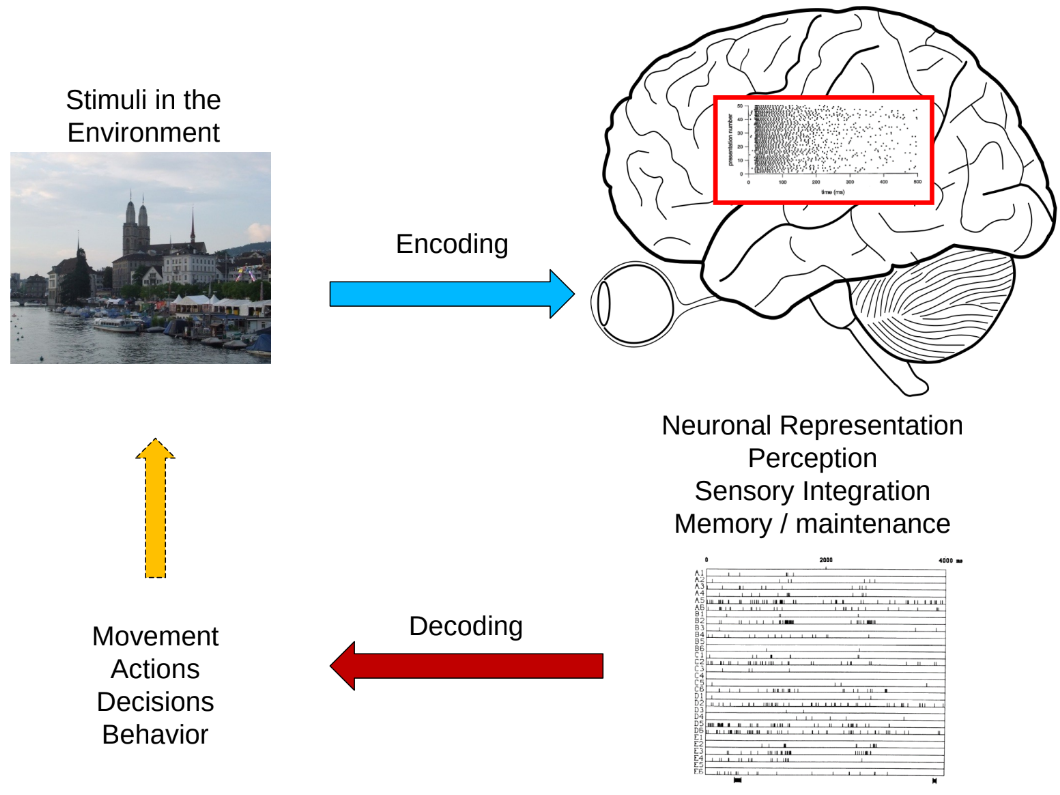 Stimuli in the
Environment
Encoding
presentation number
50
40
30
20
10
0
0 100 200 300 400 500
time (ms)
Neuronal Representation
Perception
Sensory Integration
Memory / maintenance
0 2000 4000 ms
A1
A2
A3
A4
A5
A6
B1
B2
B3
B4
B5
B6
C1
C2
C3
C4
C5
C6
D1
D2
D3
D4
D5
D6
E1
E2
E3
E4
E5
E6
Decoding
Movement
Actions
Decisions
Behavior